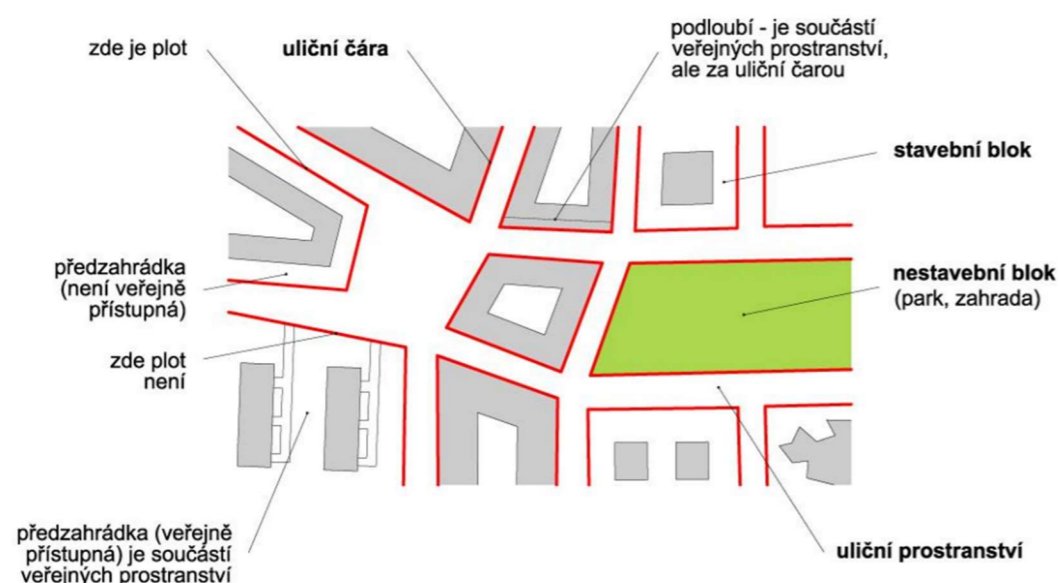 zde je plot
uliční čára
podloubí - je součástí
veřejných prostranství,
ale za uliční čarou
stavební blok
předzahrádka
(není veřejně
přístupná)
nestavební blok
(park, zahrada)
zde plot
není
předzahrádka (veřejně
přístupná) je součástí
veřejných prostranství
uliční prostranství